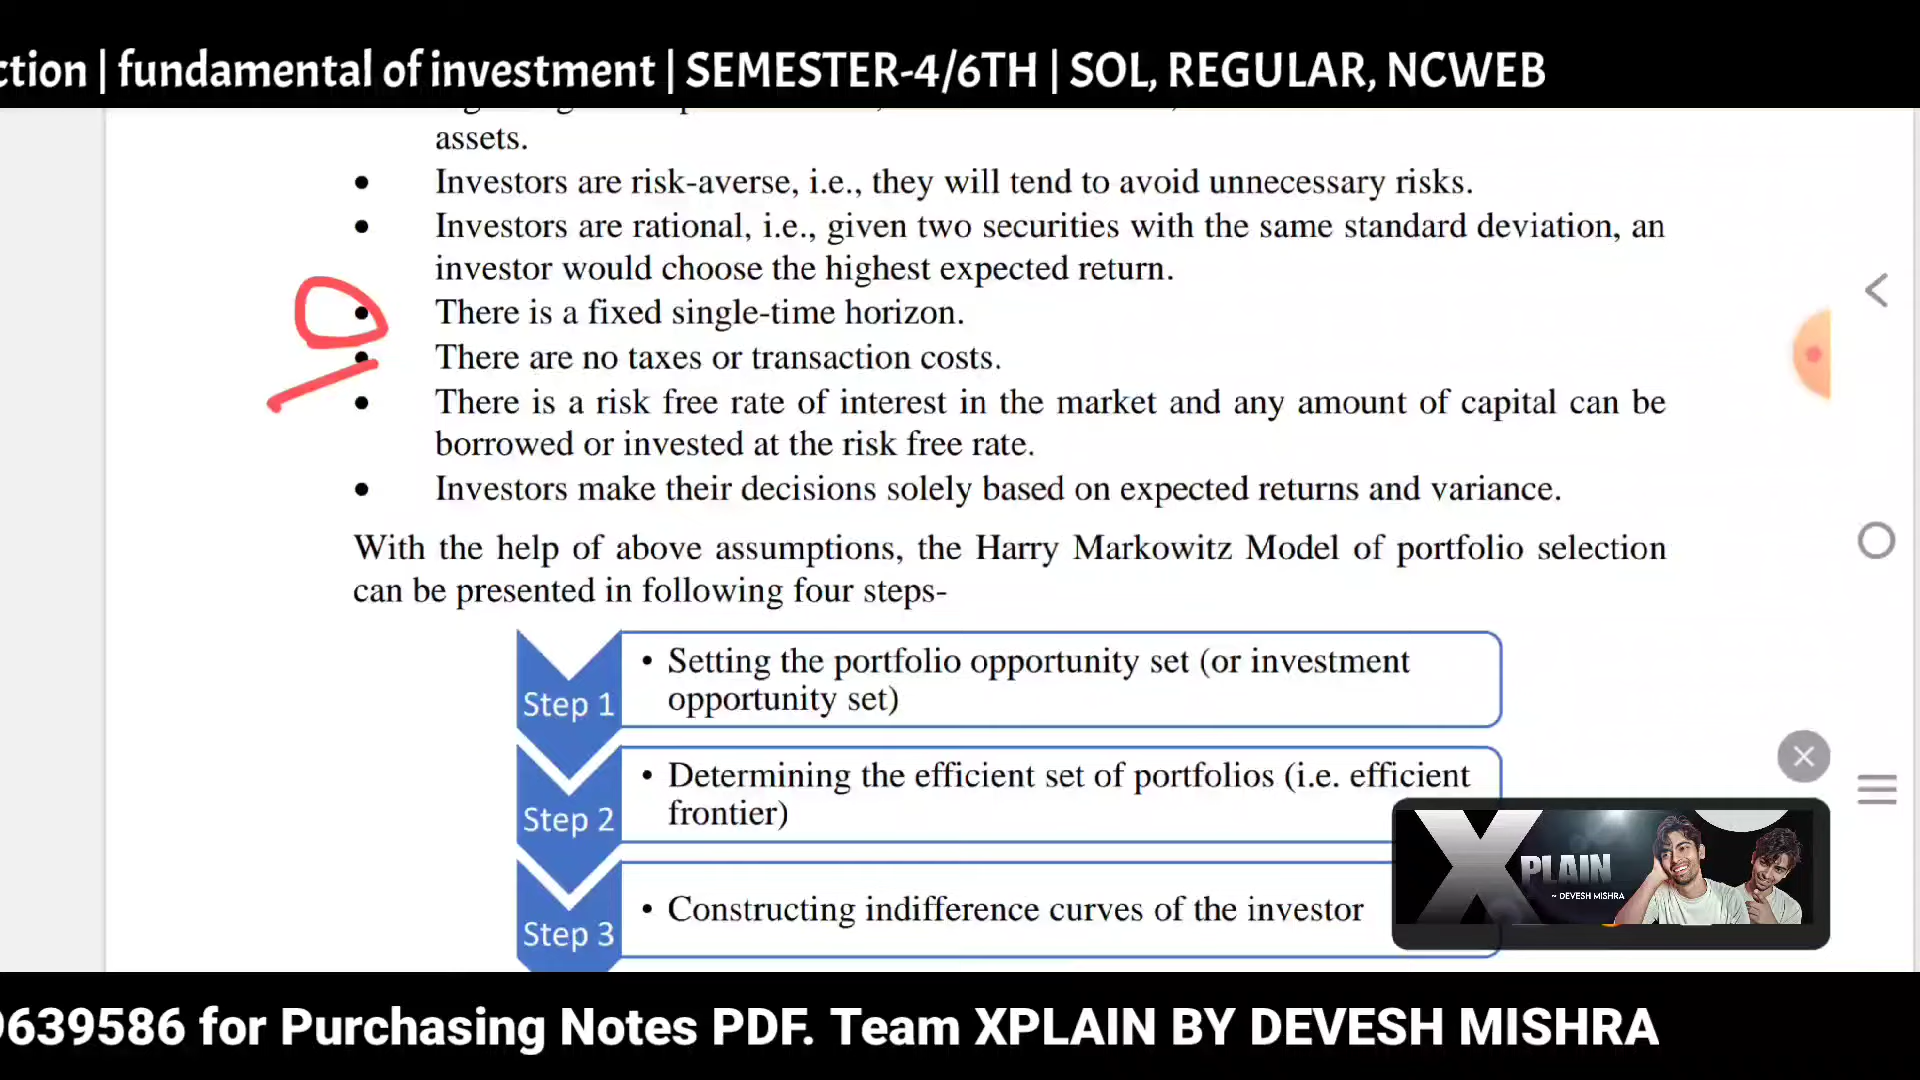 ction | fundamental of investment | SEMESTER-4/6TH | SOL, REGULAR, NCWEB
assets.
• Investors are risk-averse, i.e., they will tend to avoid unnecessary risks.
• Investors are rational, i.e., given two securities with the same standard deviation, an
investor would choose the highest expected return.
• There is a fixed single-time horizon.
• There are no taxes or transaction costs.
• There is a risk free rate of interest in the market and any amount of capital can be
borrowed or invested at the risk free rate.
• Investors make their decisions solely based on expected returns and variance.
With the help of above assumptions, the Harry Markowitz Model of portfolio selection
can be presented in following four steps-
Step 1
• Setting the portfolio opportunity set (or investment
opportunity set)
Step 2
• Determining the efficient set of portfolios (i.e. efficient
frontier)
Step 3
• Constructing indifference curves of the investor
XPLAIN
~ DEVESH MISHRA
9639586 for Purchasing Notes PDF. Team XPLAIN BY DEVESH MISHRA